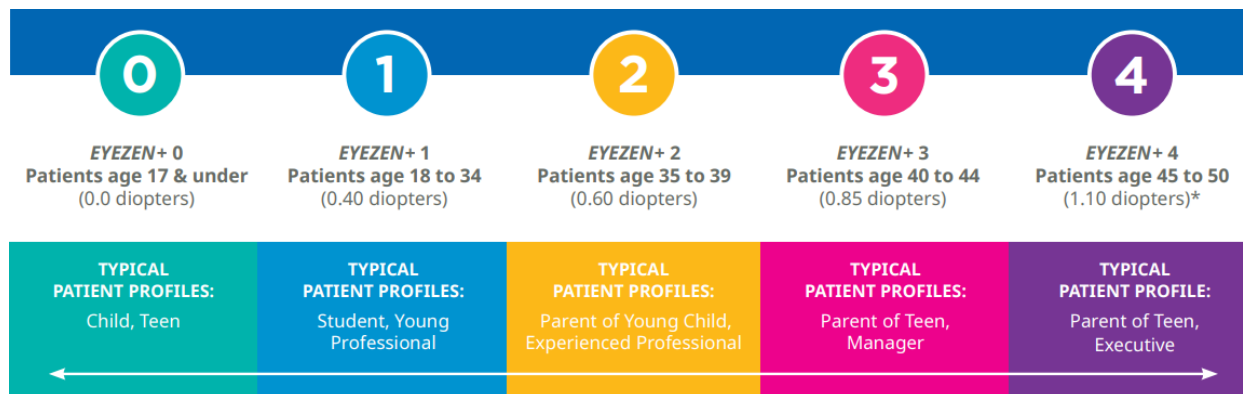 0
EYEZEN+ 0
Patients age 17 & under
(0.0 diopters)
TYPICAL
PATIENT PROFILES:
Child, Teen
1
EYEZEN+ 1
Patients age 18 to 34
(0.40 diopters)
TYPICAL
PATIENT PROFILES:
Student, Young
Professional
2
EYEZEN+ 2
Patients age 35 to 39
(0.60 diopters)
TYPICAL
PATIENT PROFILES:
Parent of Young Child,
Experienced Professional
3
EYEZEN+ 3
Patients age 40 to 44
(0.85 diopters)
TYPICAL
PATIENT PROFILES:
Parent of Teen,
Manager
4
EYEZEN+ 4
Patients age 45 to 50
(1.10 diopters)*
TYPICAL
PATIENT PROFILE:
Parent of Teen,
Executive